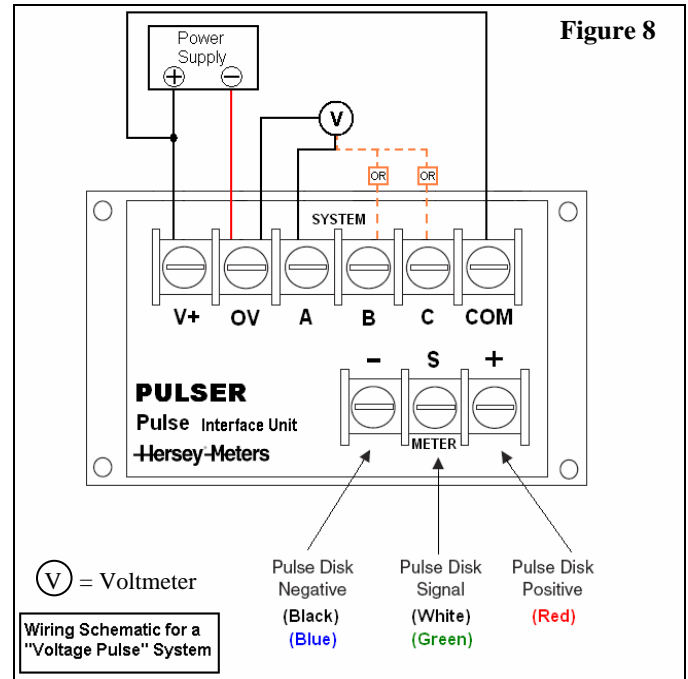 Figure 8
Power
Supply
+ −
V
OR OR
SYSTEM
V+ OV A B C COM
− S +
PULSER
Pulse Interface Unit
Hersey-Meters
METER
Pulse Disk Negative
(Black)
(Blue)
Pulse Disk Signal
(White)
(Green)
Pulse Disk Positive
(Red)
V = Voltmeter
Wiring Schematic for a
"Voltage Pulse" System